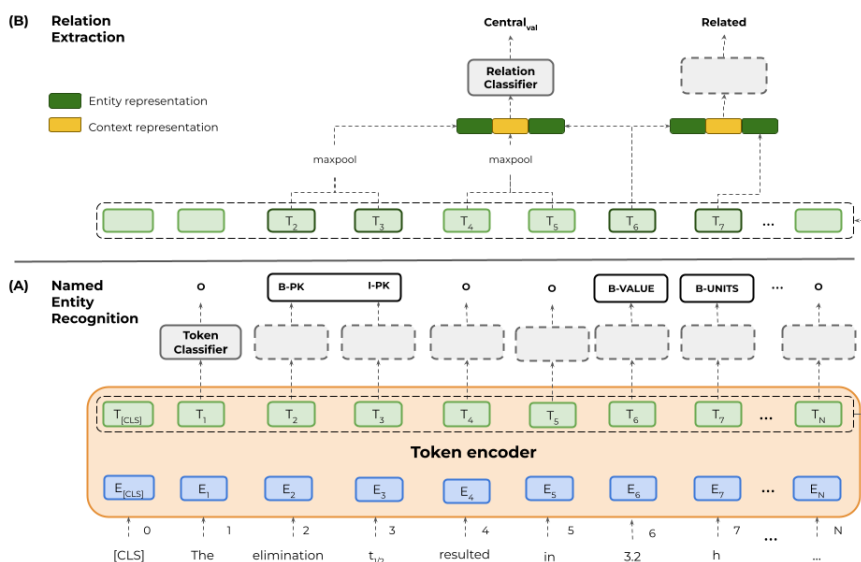 (B) Relation Extraction
Central_val Related
Relation Classifier
Entity representation
Context representation
maxpool maxpool
T_2 T_3 T_4 T_5 T_6 T_7 ...
(A) Named Entity Recognition
O B-PK I-PK O O B-VALUE B-UNITS ... O
Token Classifier
T_[CLS] T_1 T_2 T_3 T_4 T_5 T_6 T_7 ... T_N
Token encoder
E_[CLS] E_1 E_2 E_3 E_4 E_5 E_6 E_7 ... E_N
0 1 2 3 4 5 6 7 ... N
[CLS] The elimination t_1/2 resulted in 3.2 h ...